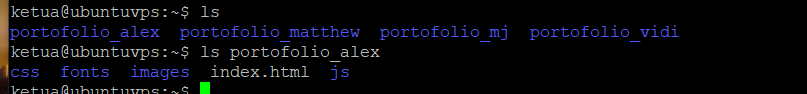 ketua@ubuntuvps:~$ ls
portofolio_alex  portofolio_matthew  portofolio_mj  portofolio_vidi
ketua@ubuntuvps:~$ ls portofolio_alex
css  fonts  images  index.html  js
ketua@ubuntuvps:~$